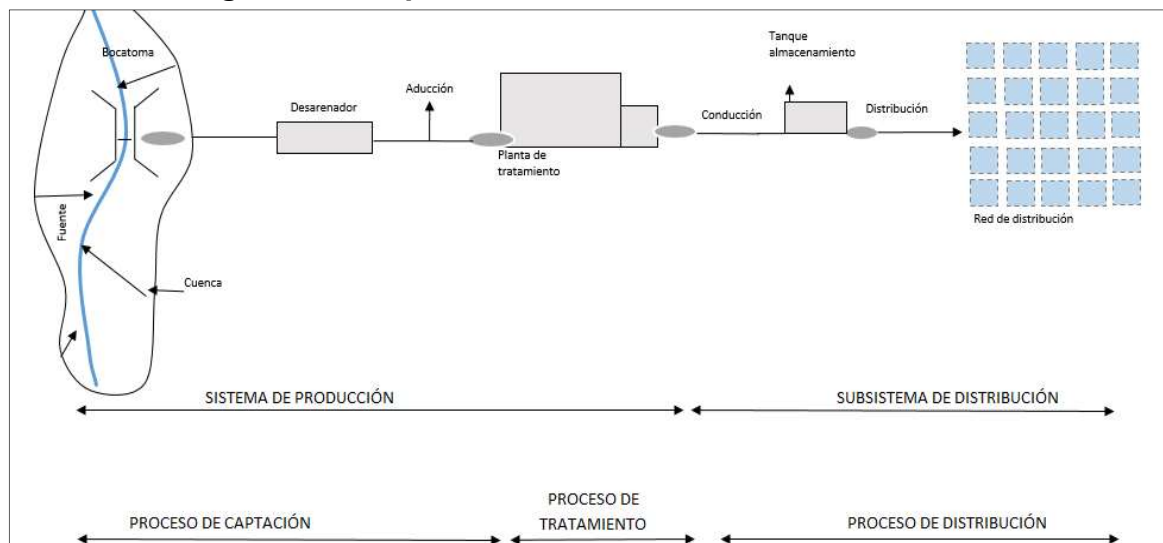 Bocatoma
Desarenador
Aducción
Planta de
tratamiento
Conducción
Tanque
almacenamiento
Distribución
Red de distribución
Fuente
Cuenca
SISTEMA DE PRODUCCIÓN
SUBSISTEMA DE DISTRIBUCIÓN
PROCESO DE CAPTACIÓN
PROCESO DE
TRATAMIENTO
PROCESO DE DISTRIBUCIÓN